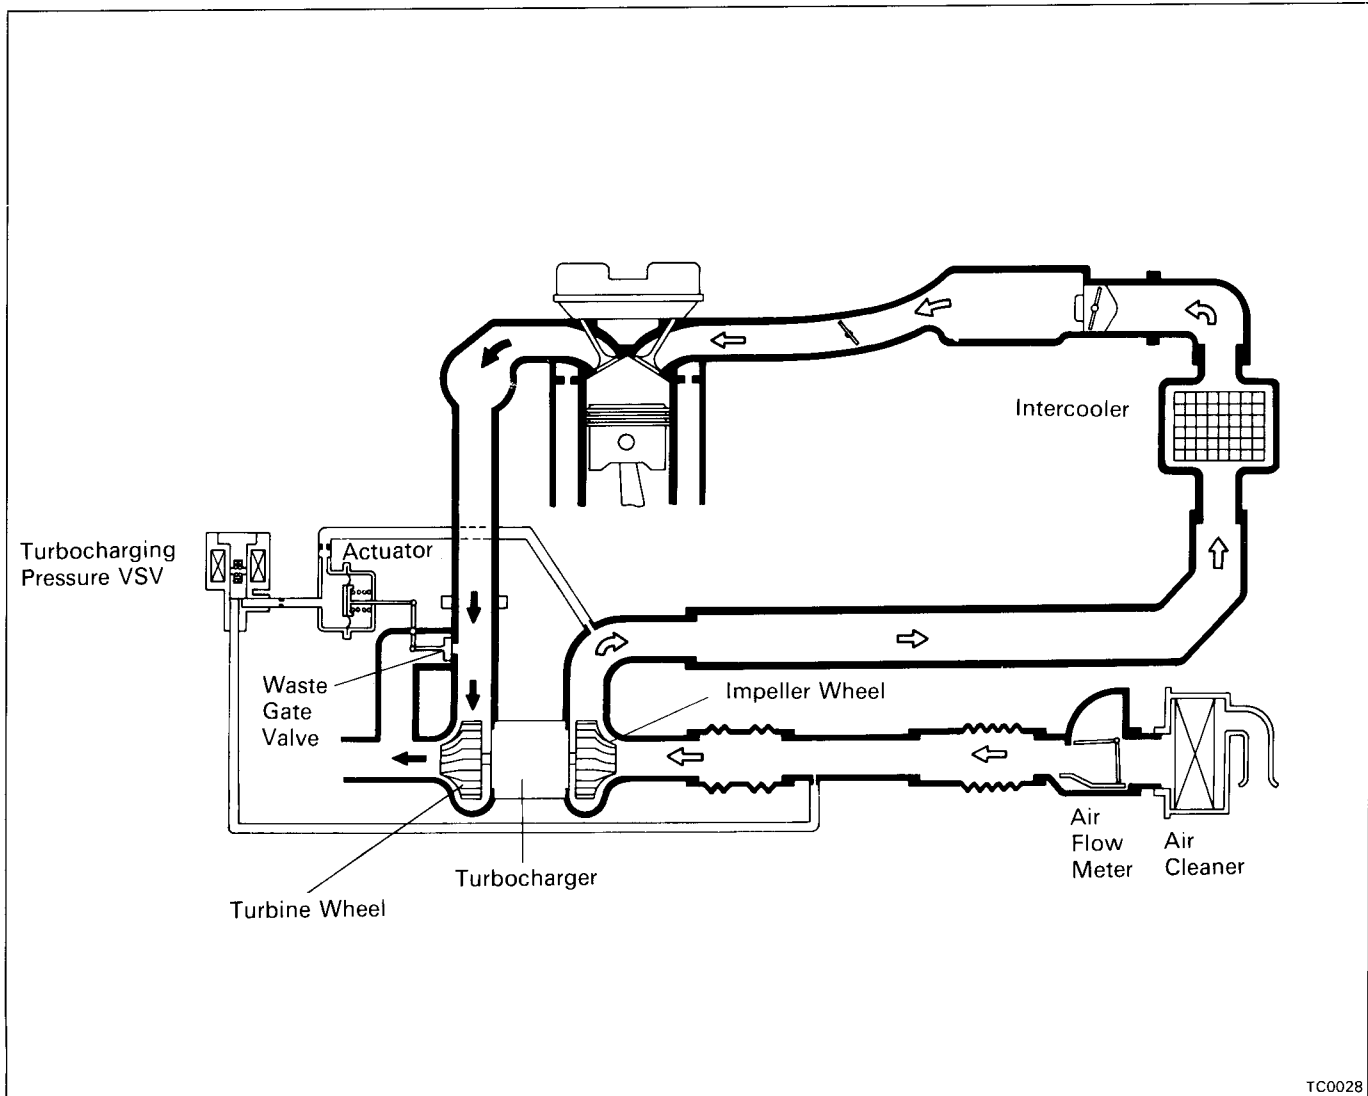 Intercooler
Turbocharging
Pressure VSV
Actuator
Waste
Gate
Valve
Impeller Wheel
Air
Flow
Meter
Air
Cleaner
Turbocharger
Turbine Wheel
TC0028